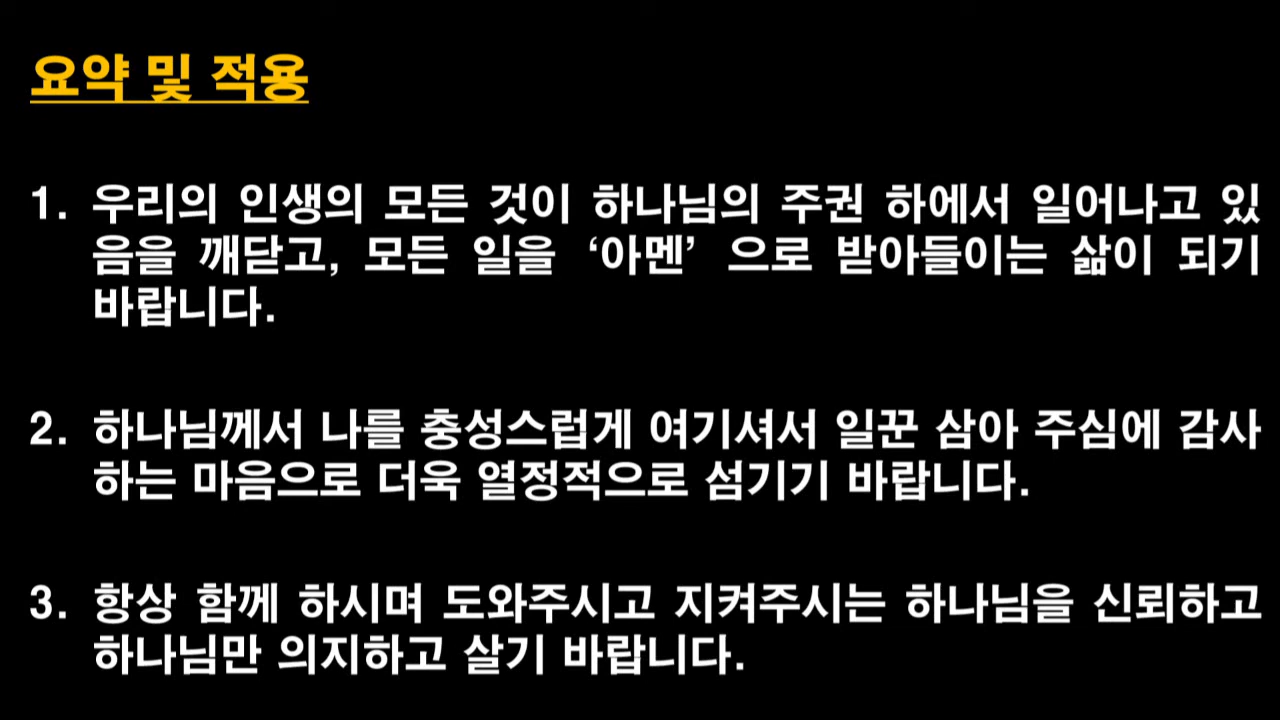 요약 및 적용
1. 우리의 인생의 모든 것이 하나님의 주권 하에서 일어나고 있
음을 깨닫고, 모든 일을 ‘아멘’ 으로 받아들이는 삶이 되기
바랍니다.
2. 하나님께서 나를 충성스럽게 여기셔서 일꾼 삼아 주심에 감사
하는 마음으로 더욱 열정적으로 섬기기 바랍니다.
3. 항상 함께 하시며 도와주시고 지켜주시는 하나님을 신뢰하고
하나님만 의지하고 살기 바랍니다.